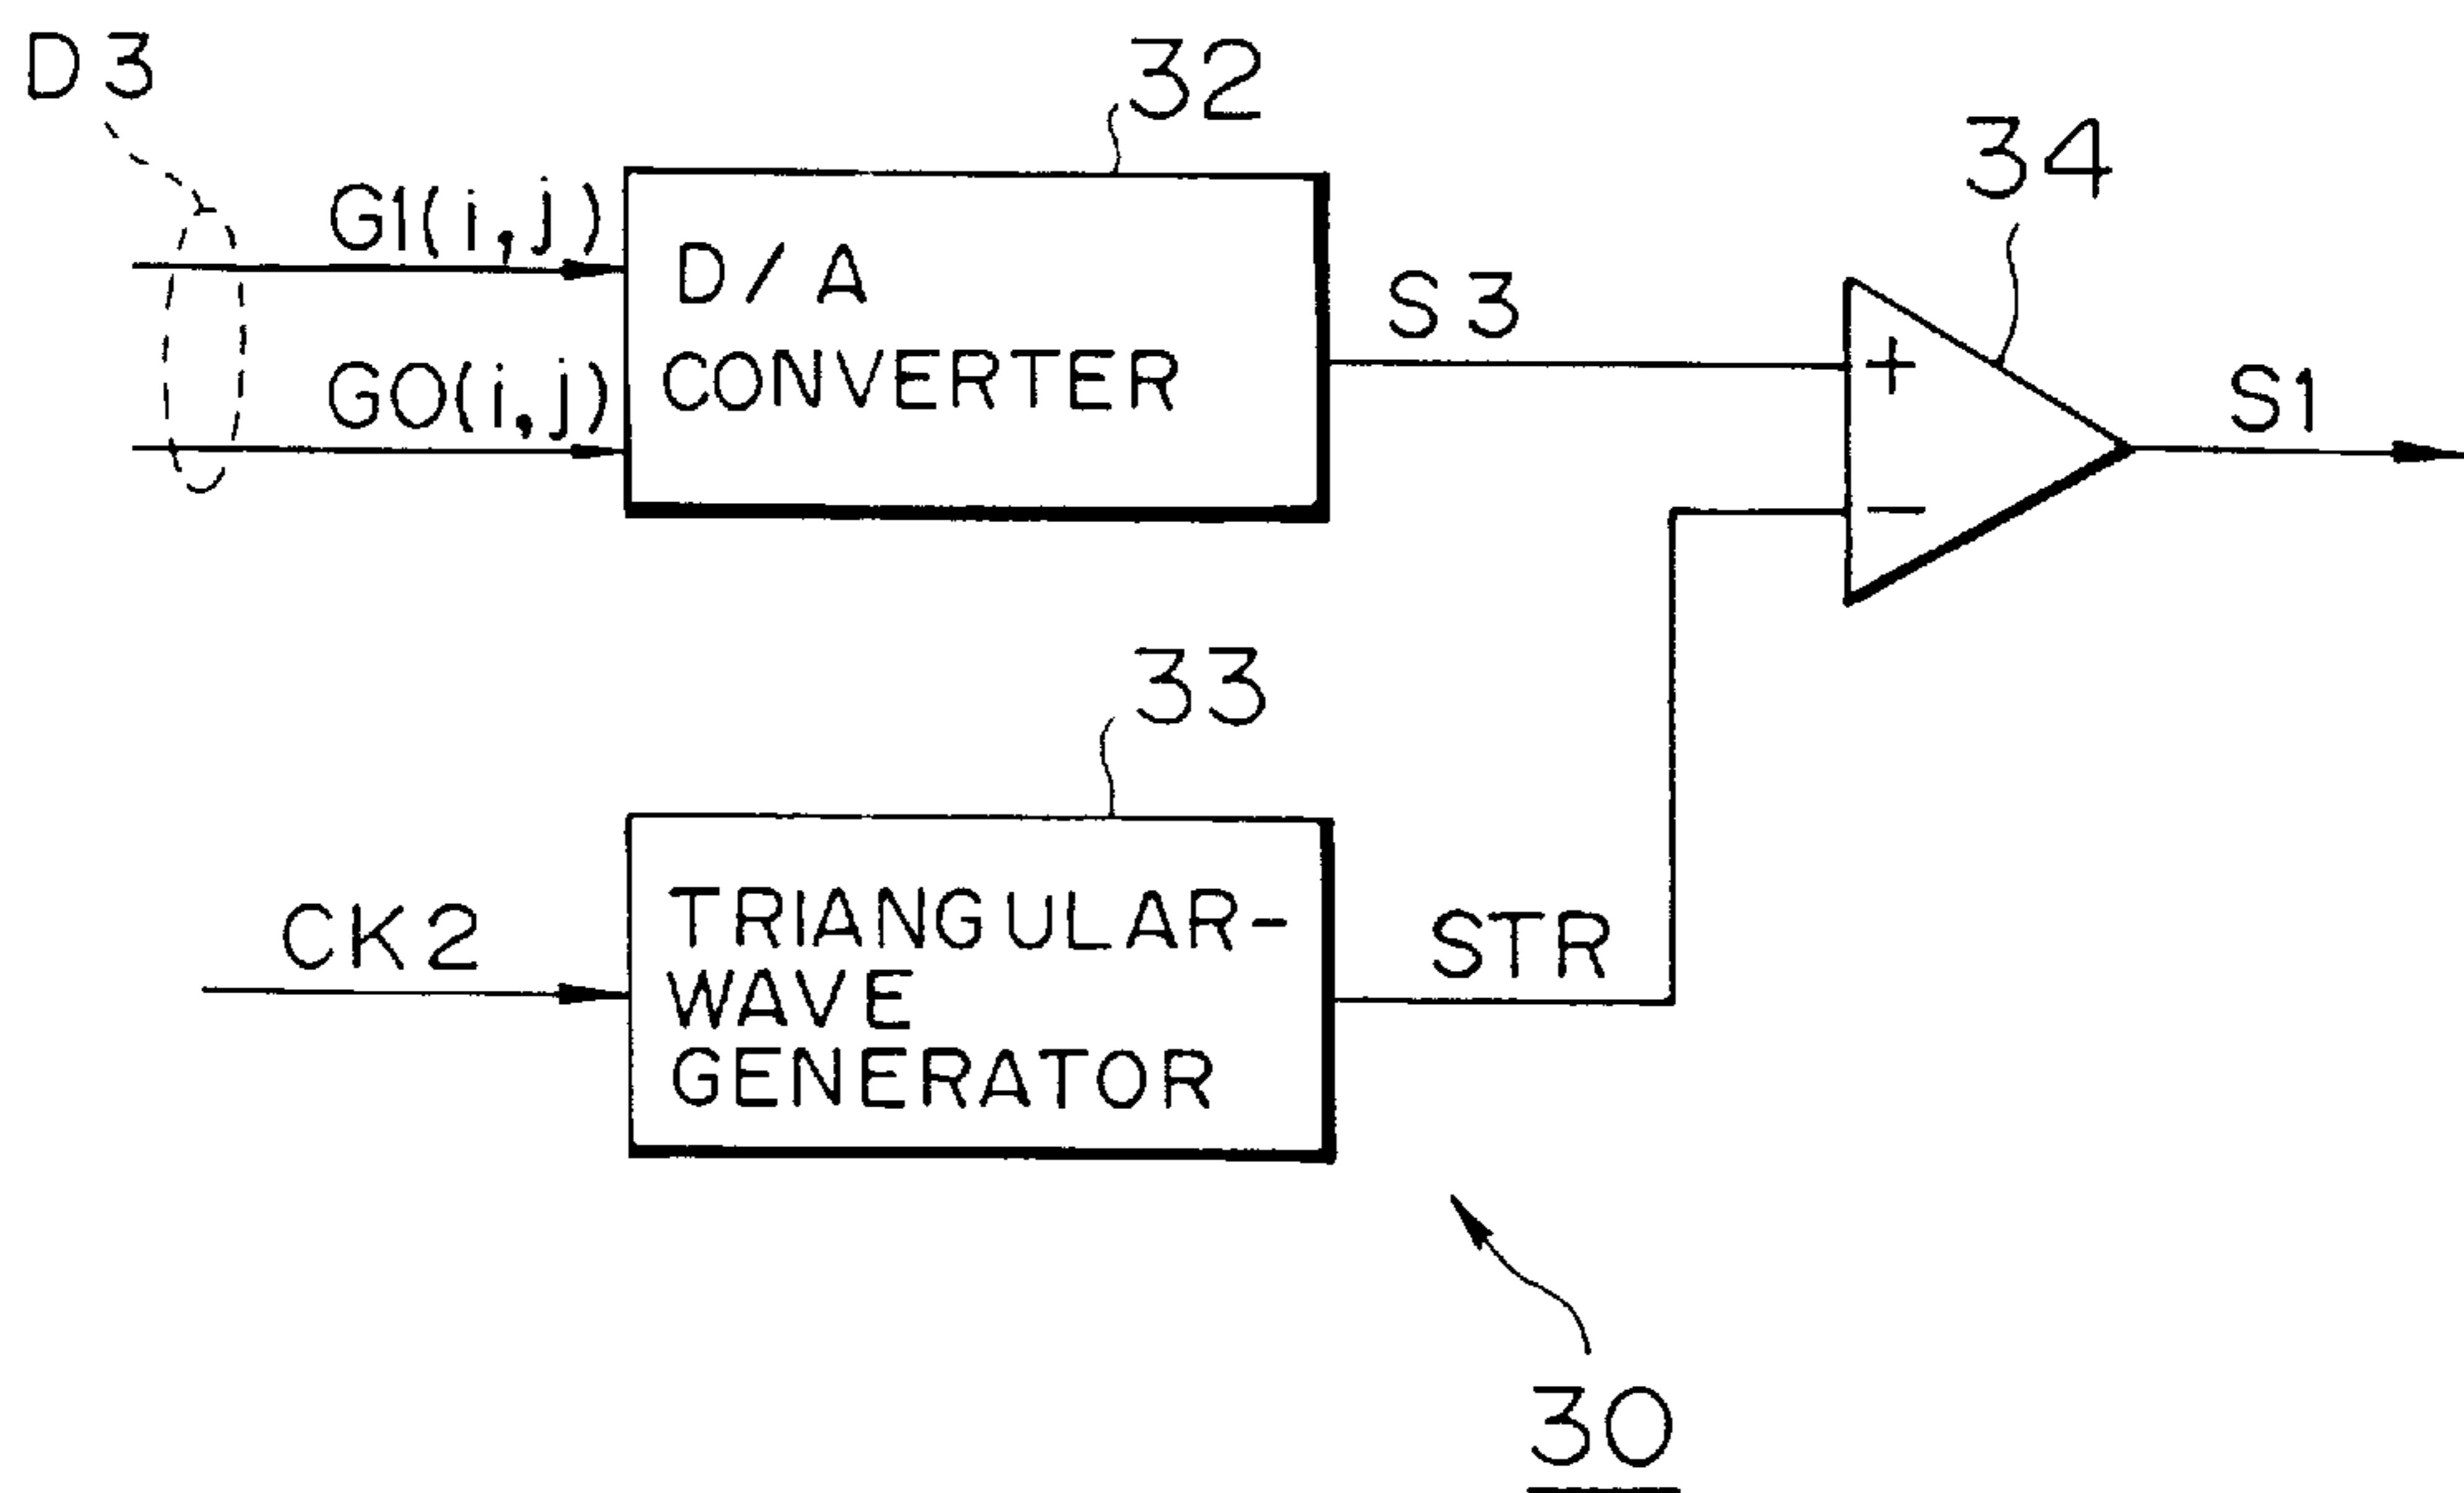 D3
32
34
G1(i,j)
D/A
CONVERTER
S3
+
G0(i,j)
S1
−
33
CK2
TRIANGULAR-
WAVE
GENERATOR
STR
30